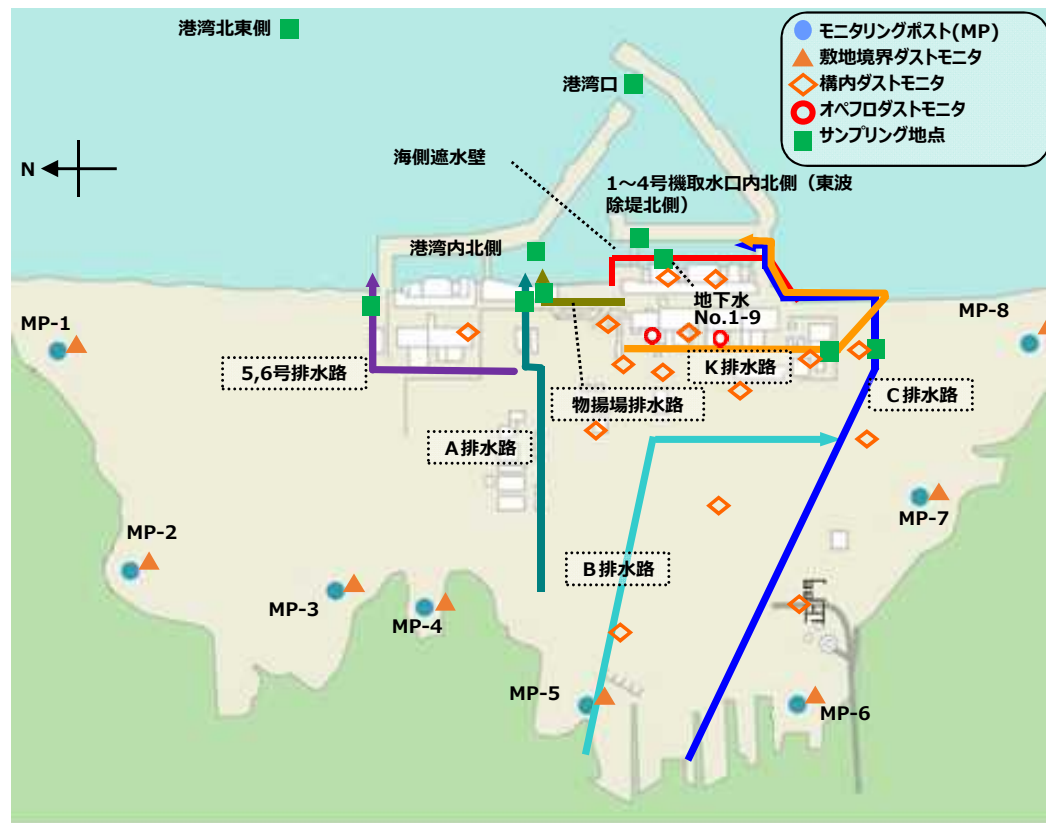 港湾北東側
モニタリングポスト(MP)
敷地境界ダストモニタ
構内ダストモニタ
オペフロダストモニタ
サンプリング地点
港湾口
N
海側遮水壁
1～4号機取水口内北側（東波
除堤北側）
港湾内北側
地下水
No.1-9
MP-8
MP-1
5,6号排水路
K排水路
物揚場排水路
C排水路
A排水路
MP-7
MP-2
B排水路
MP-3
MP-4
MP-5
MP-6